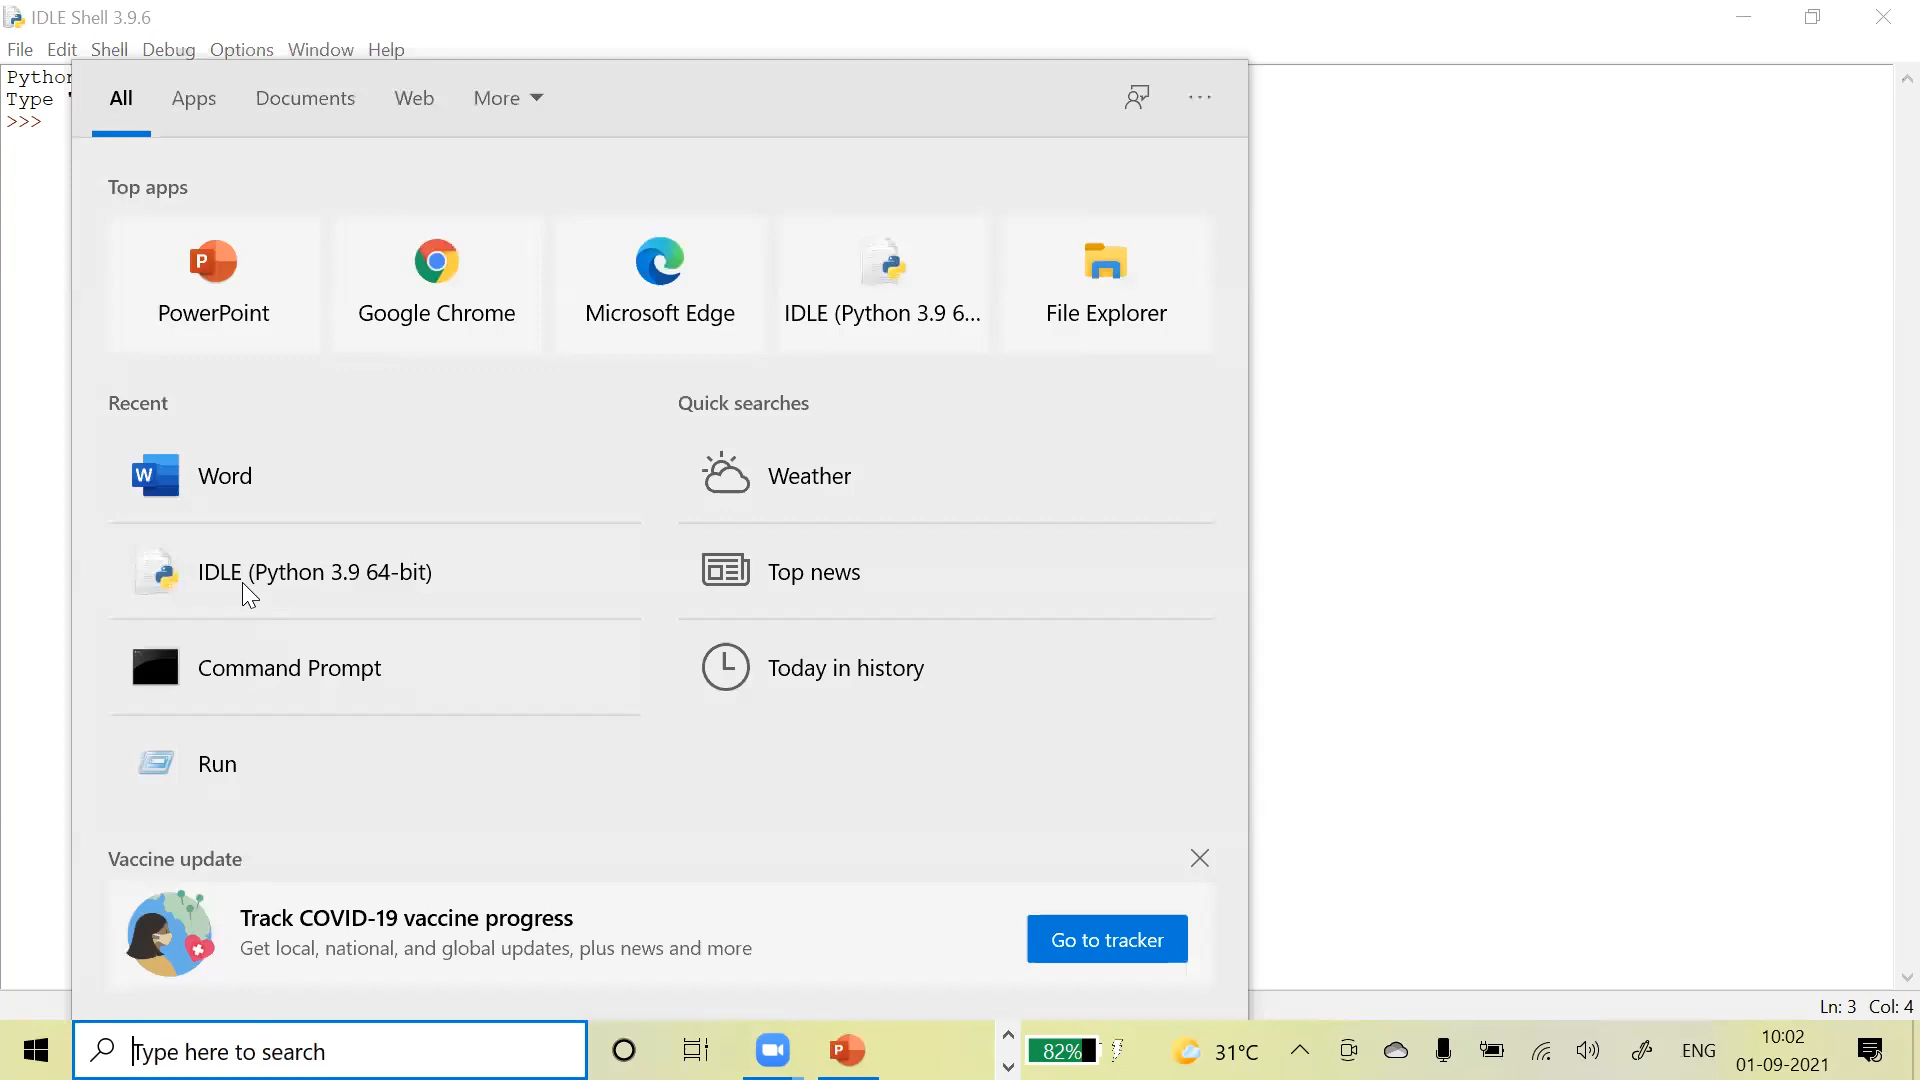 IDLE Shell 3.9.6
File Edit Shell Debug Options Window Help
Type "
>>>
All Apps Documents Web More
Top apps
PowerPoint Google Chrome Microsoft Edge IDLE (Python 3.9 6... File Explorer
Recent Quick searches
Word Weather
IDLE (Python 3.9 64-bit) Top news
Command Prompt Today in history
Run
Vaccine update
Track COVID-19 vaccine progress
Get local, national, and global updates, plus news and more
Go to tracker
Ln: 3 Col: 4
Type here to search
82% 31°C ENG 10:02
01-09-2021